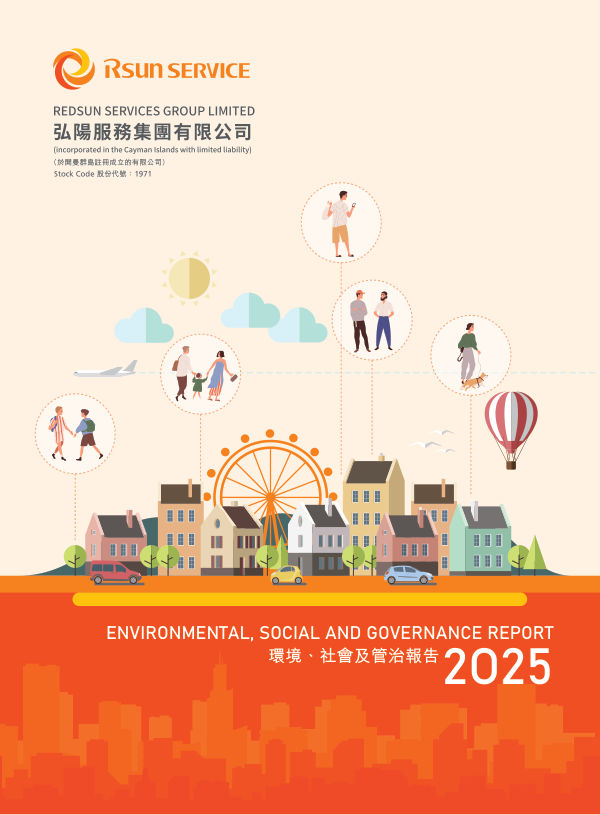 RSUN SERVICE
REDSUN SERVICES GROUP LIMITED
弘陽服務集團有限公司
(incorporated in the Cayman Islands with limited liability)
（於開曼群島註冊成立的有限公司）
Stock Code 股份代號：1971
ENVIRONMENTAL, SOCIAL AND GOVERNANCE REPORT
環境、社會及管治報告 2025